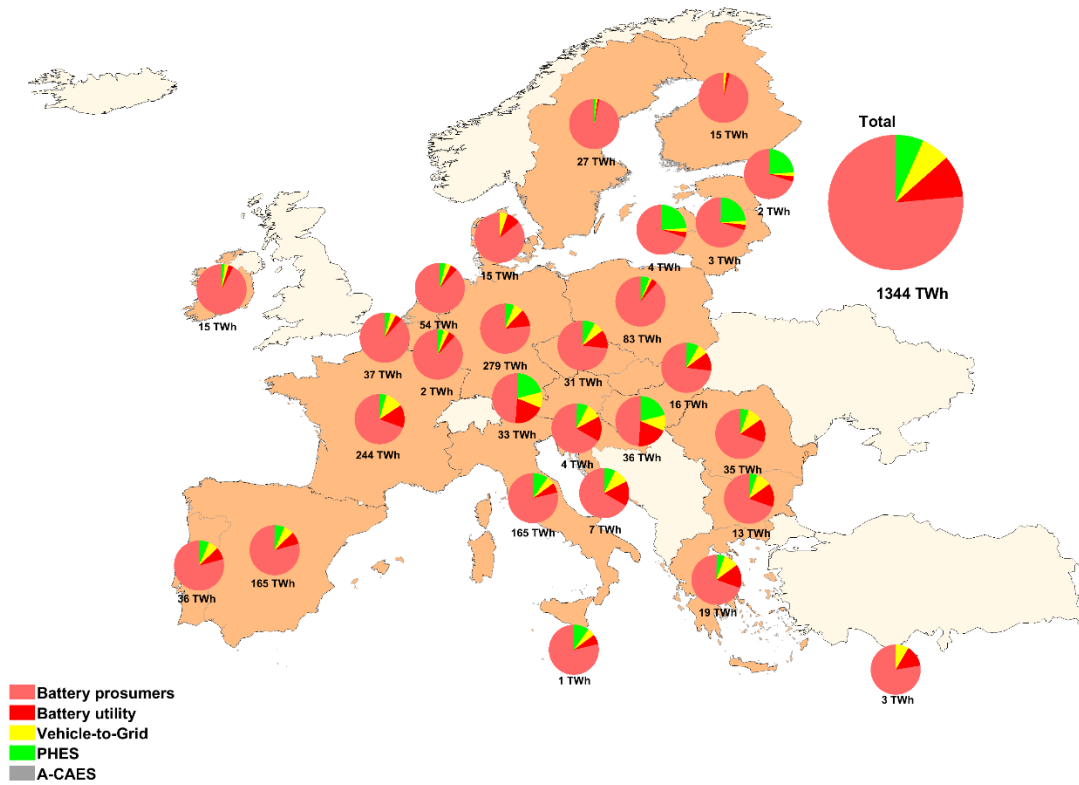 Total
15 TWh
27 TWh
2 TWh
4 TWh
3 TWh
15 TWh
1344 TWh
15 TWh
54 TWh
83 TWh
37 TWh
279 TWh
31 TWh
2 TWh
16 TWh
33 TWh
4 TWh
36 TWh
244 TWh
35 TWh
165 TWh
7 TWh
13 TWh
165 TWh
36 TWh
19 TWh
1 TWh
3 TWh
Battery prosumers
Battery utility
Vehicle-to-Grid
PHES
A-CAES